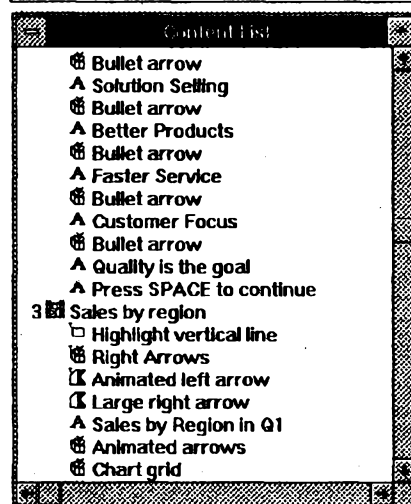 Content List
Bullet arrow
A Solution Selling
Bullet arrow
A Better Products
Bullet arrow
A Faster Service
Bullet arrow
A Customer Focus
Bullet arrow
A Quality is the goal
A Press SPACE to continue
3 Sales by region
Highlight vertical line
Right Arrows
Animated left arrow
Large right arrow
A Sales by Region in Q1
Animated arrows
Chart grid